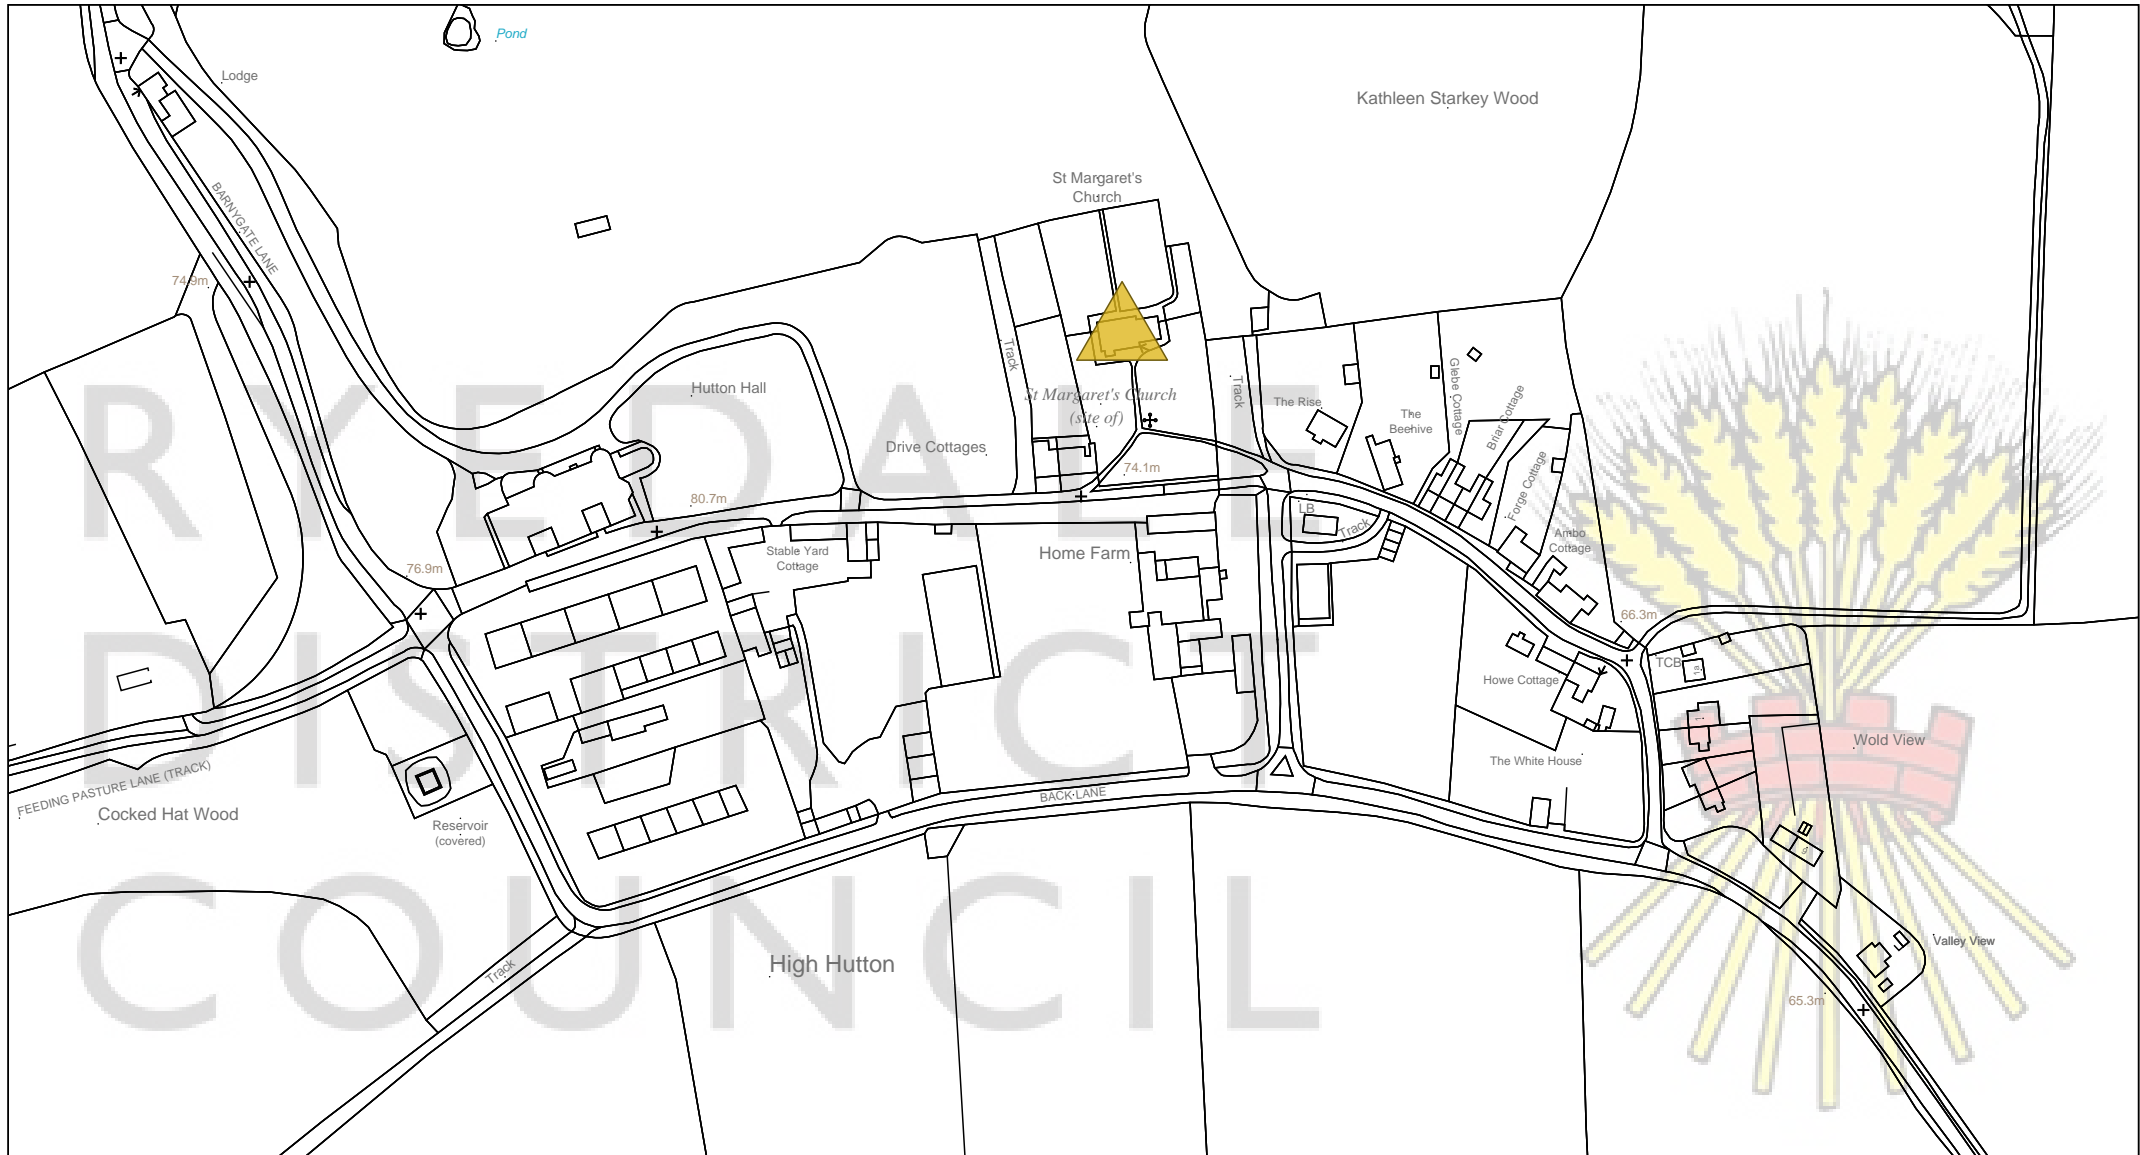 Pond
Lodge
Kathleen Starkey Wood
St Margaret's
Church
BARNYGATE LANE
74.9m
Track
Hutton Hall
St Margaret's Church
(site of)
Track
The Rise
The
Beehive
Glebe Cottage
Briar Cottage
Drive Cottages
74.1m
Forge Cottage
80.7m
LB
Track
Ambo
Cottage
Stable Yard
Cottage
Home Farm
76.9m
66.3m
TCB
1a
Howe Cottage
1
Wold View
The White House
FEEDING PASTURE LANE (TRACK)
Cocked Hat Wood
BACK LANE
Reservoir
(covered)
High Hutton
Track
Valley View
65.3m
RYEDALE
DISTRICT
COUNCIL